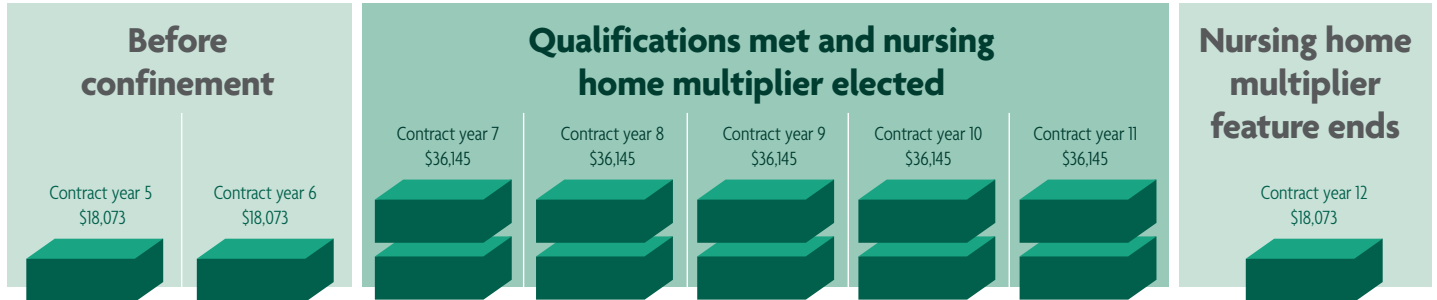 Before
confinement
Contract year 5
$18,073
Contract year 6
$18,073
Qualifications met and nursing
home multiplier elected
Contract year 7
$36,145
Contract year 8
$36,145
Contract year 9
$36,145
Contract year 10
$36,145
Contract year 11
$36,145
Nursing home
multiplier
feature ends
Contract year 12
$18,073